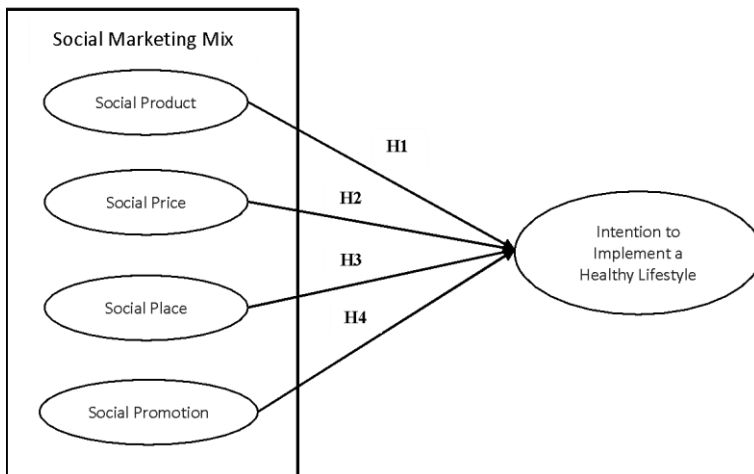 Social Marketing Mix
Social Product
H1
Social Price
H2
Intention to
Implement a
Healthy Lifestyle
H3
Social Place
H4
Social Promotion